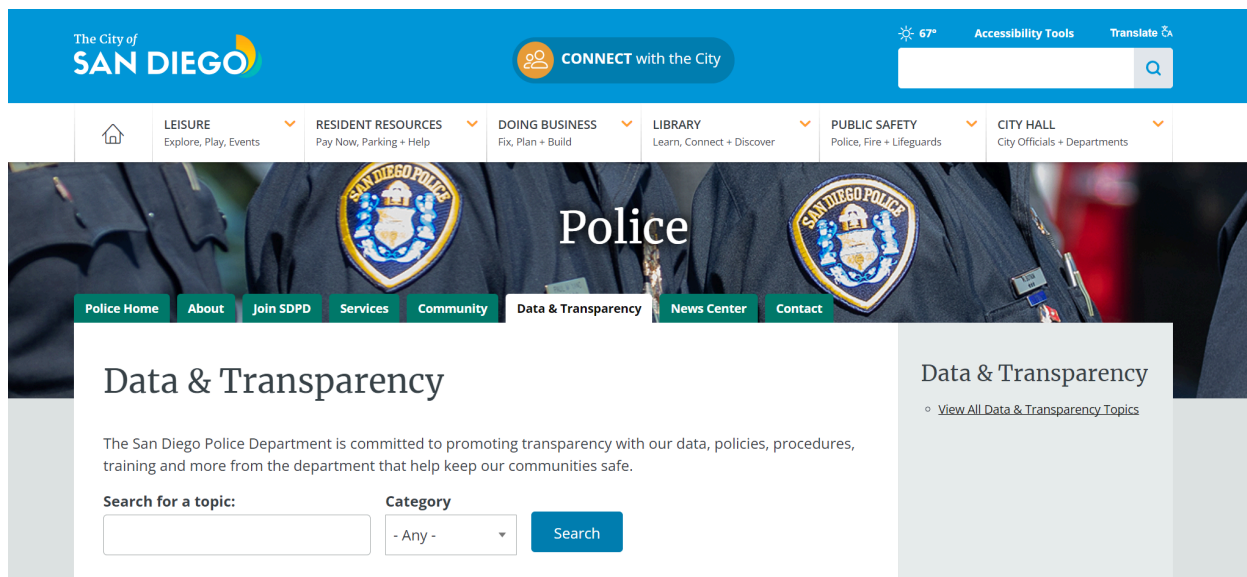 The City of
SAN DIEGO
CONNECT with the City
67°
Accessibility Tools
Translate
LEISURE
Explore, Play, Events
RESIDENT RESOURCES
Pay Now, Parking + Help
DOING BUSINESS
Fix, Plan + Build
LIBRARY
Learn, Connect + Discover
PUBLIC SAFETY
Police, Fire + Lifeguards
CITY HALL
City Officials + Departments
SAN DIEGO POLICE
SAN DIEGO POLICE
Police
Police Home
About
Join SDPD
Services
Community
Data & Transparency
News Center
Contact
Data & Transparency
The San Diego Police Department is committed to promoting transparency with our data, policies, procedures,
training and more from the department that help keep our communities safe.
Search for a topic:
Category
- Any -
Search
Data & Transparency
View All Data & Transparency Topics